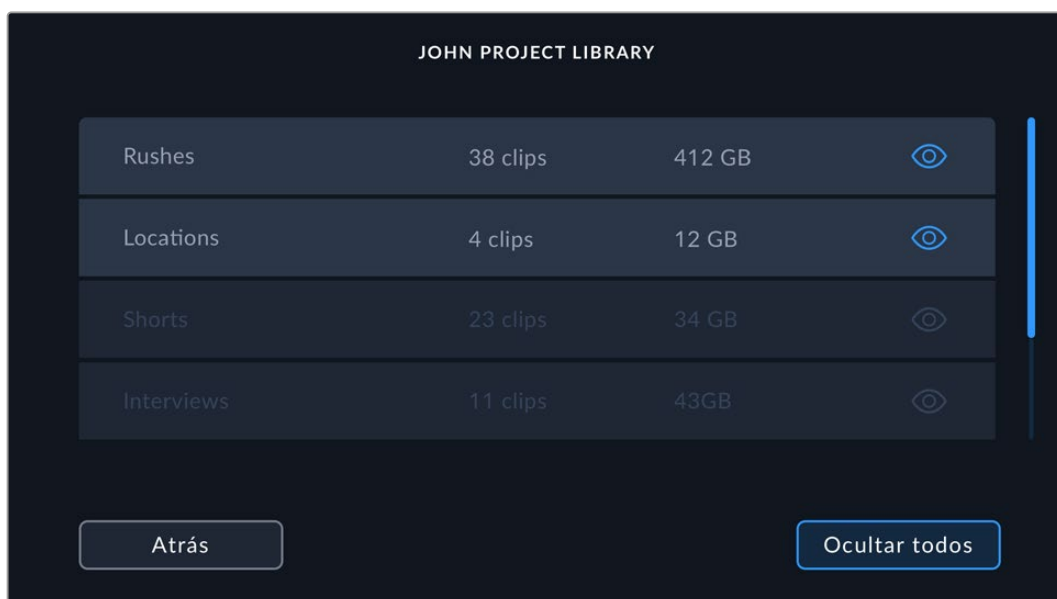 JOHN PROJECT LIBRARY
Rushes 38 clips 412 GB
Locations 4 clips 12 GB
Shorts 23 clips 34 GB
Interviews 11 clips 43GB
Atrás Ocultar todos